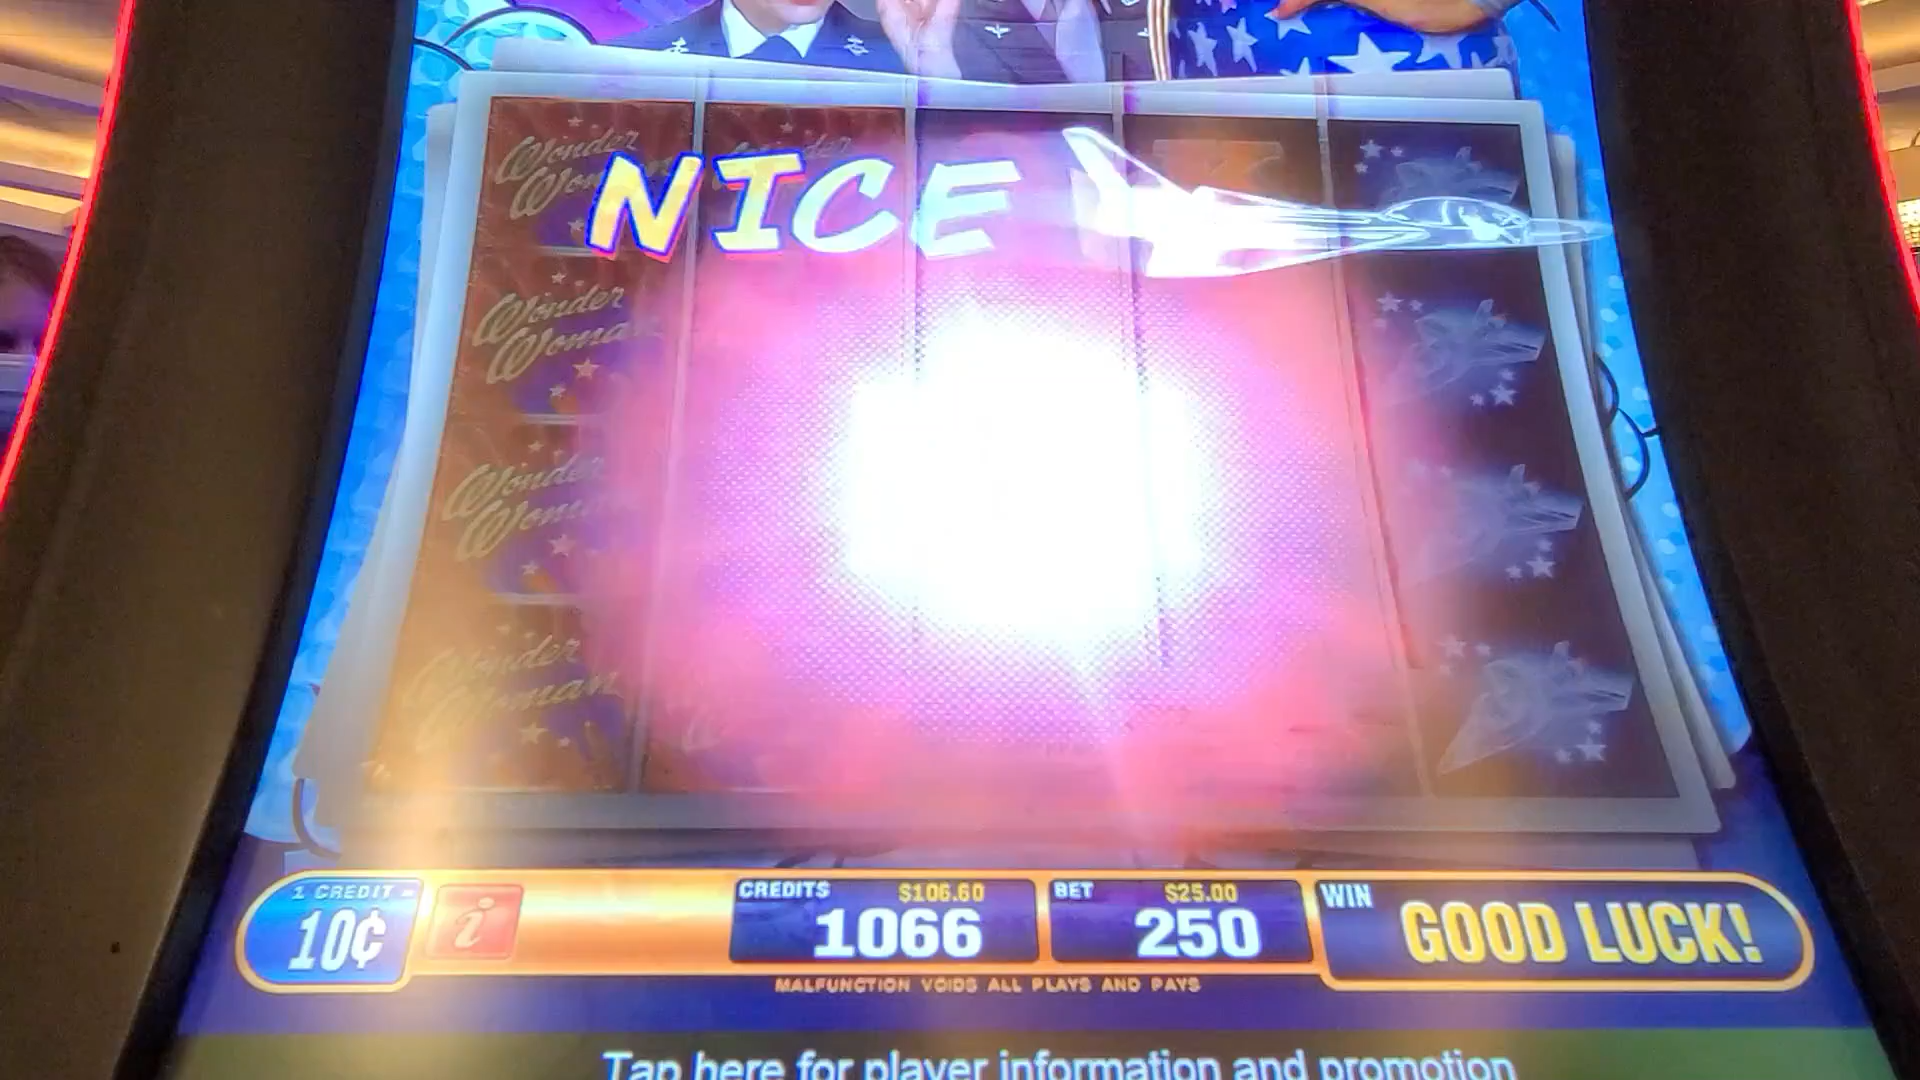 Wonder
Woman
NICE
Wonder
Woman
Wonder
Woman
Wonder
Woman
1 CREDIT =
10¢
i
CREDITS $106.60
1066
BET $25.00
250
WIN
GOOD LUCK!
MALFUNCTION VOIDS ALL PLAYS AND PAYS
Tap here for player information and promotion